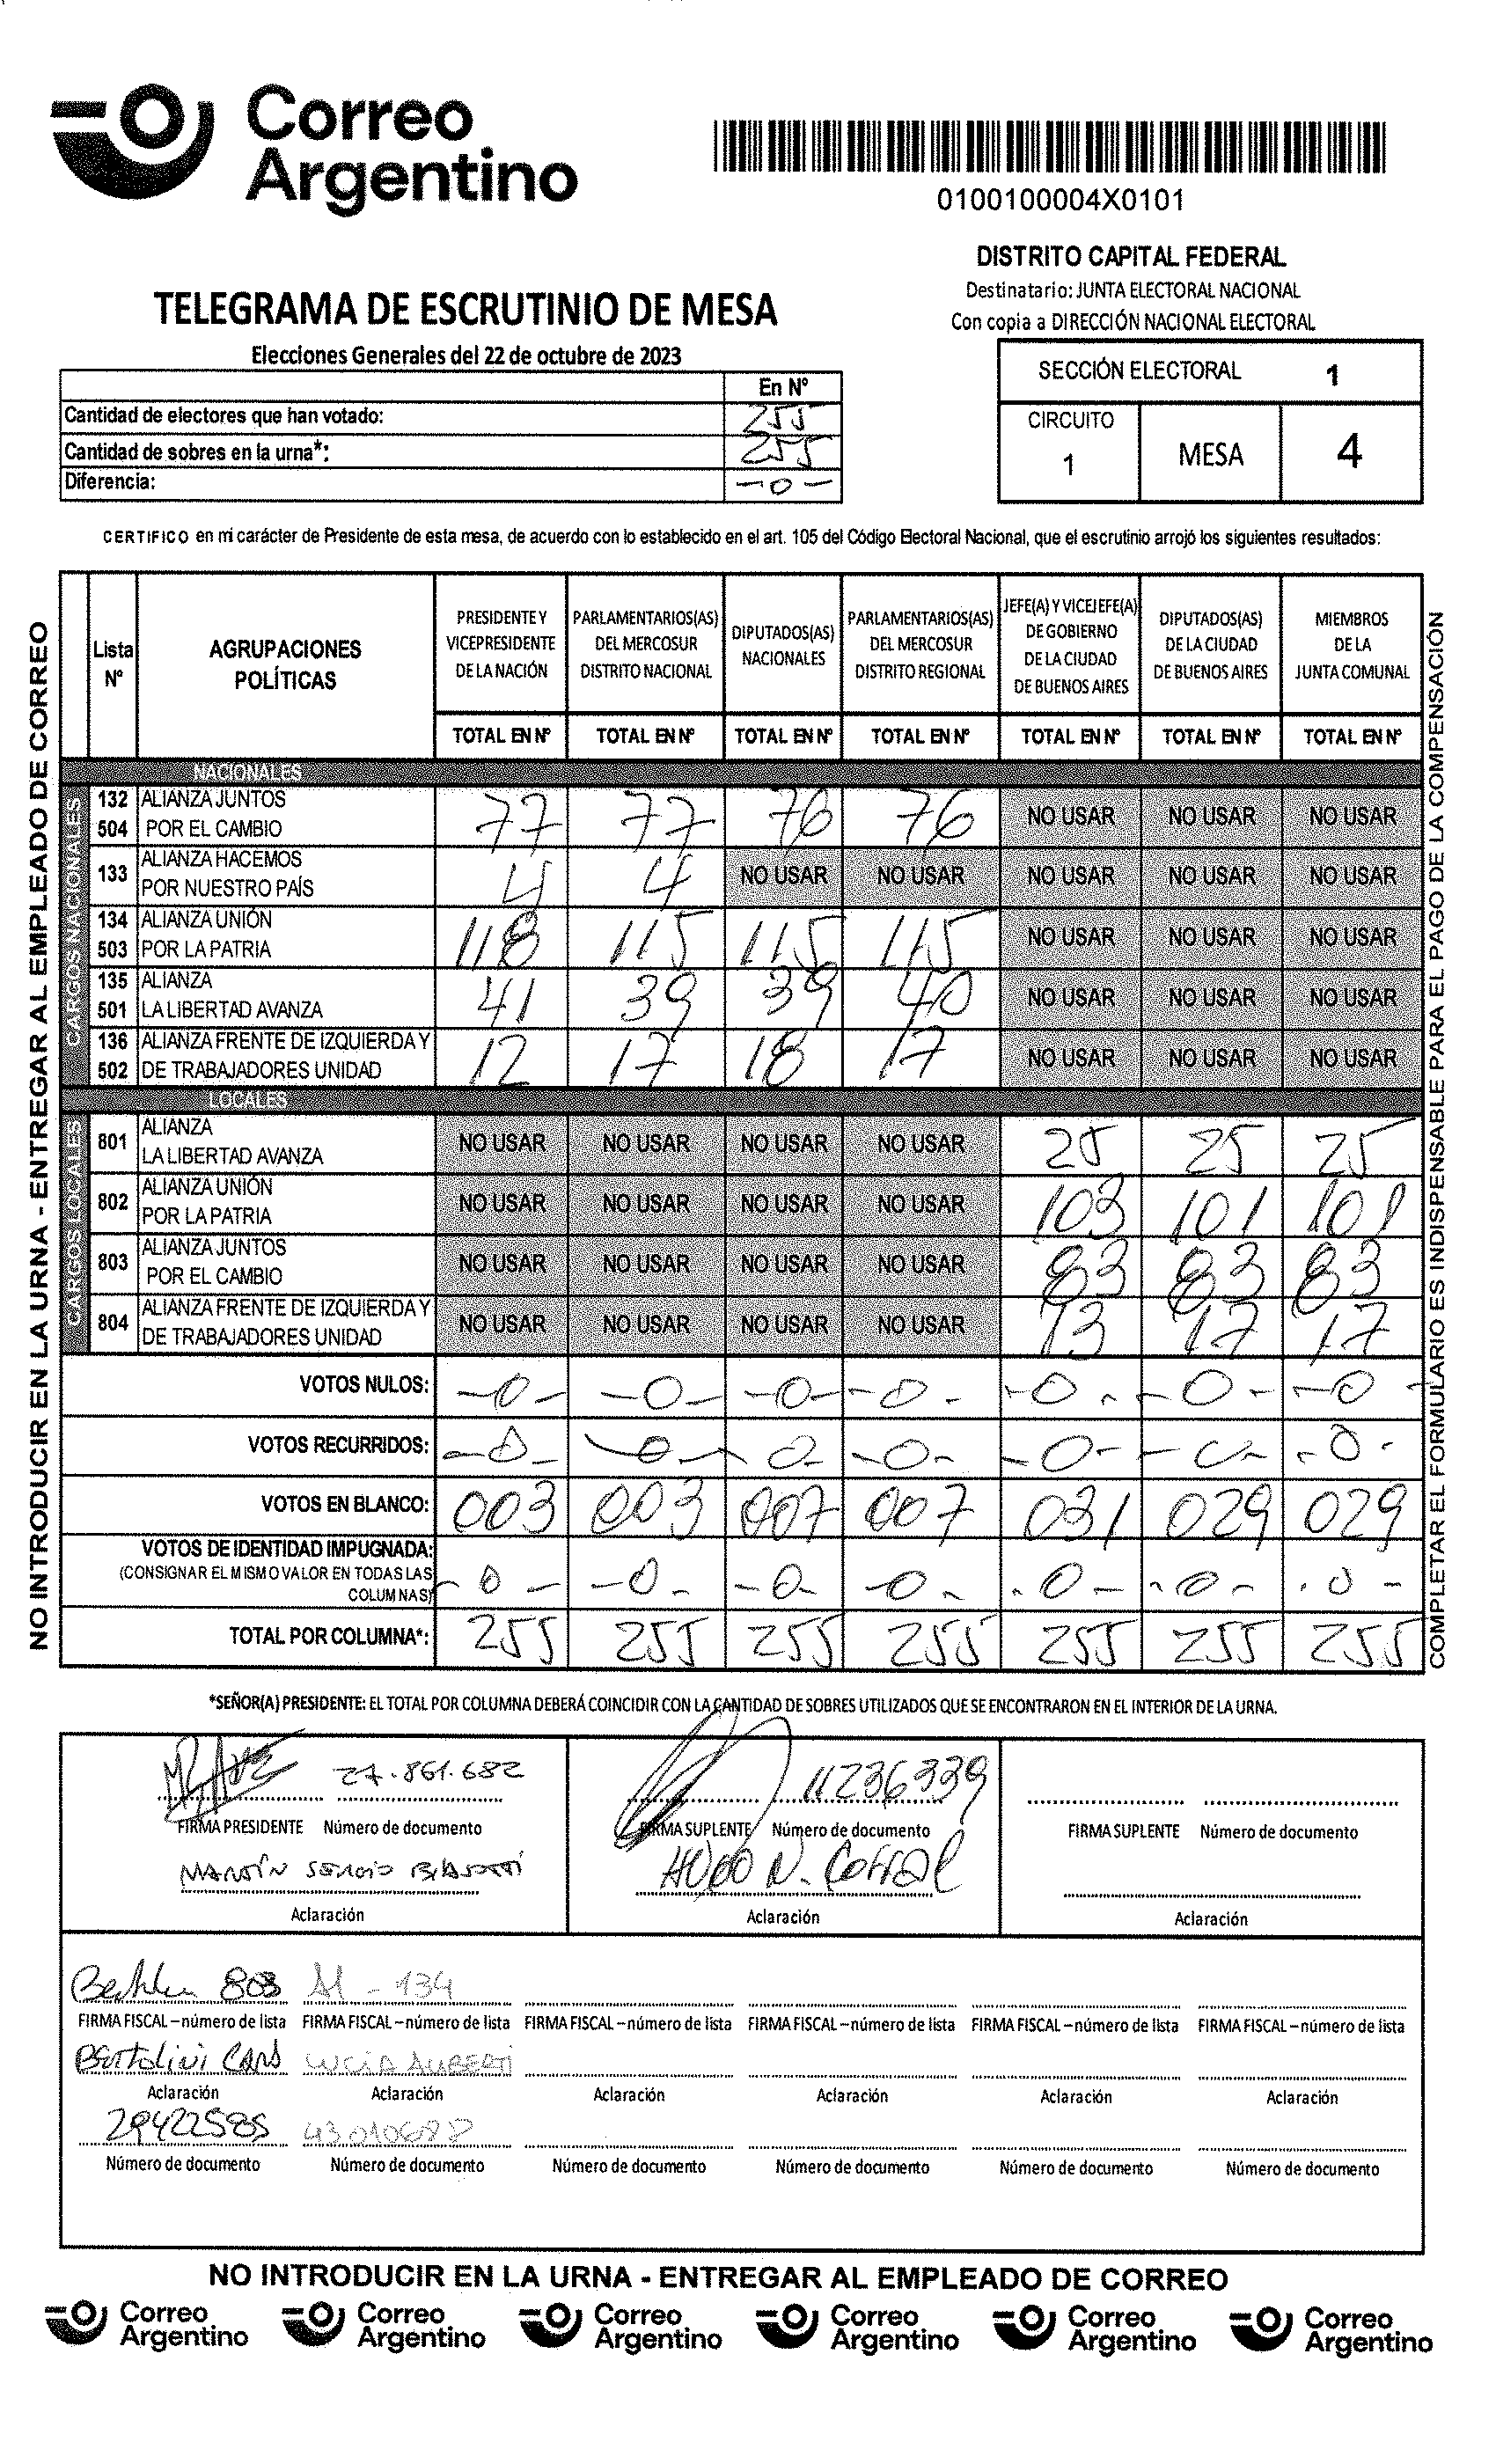 Correo
Argentino
0100100004X0101
DISTRITO CAPITAL FEDERAL
Destinatario: JUNTA ELECTORAL NACIONAL
Con copia a DIRECCIÓN NACIONAL ELECTORAL
TELEGRAMA DE ESCRUTINIO DE MESA
Elecciones Generales del 22 de octubre de 2023
En N°
Cantidad de electores que han votado: 255
Cantidad de sobres en la urna*: 255
Diferencia: -0-
SECCIÓN ELECTORAL 1
CIRCUITO 1 MESA 4
CERTIFICO en mi carácter de Presidente de esta mesa, de acuerdo con lo establecido en el art. 105 del Código Electoral Nacional, que el escrutinio arrojó los siguientes resultados:
NO INTRODUCIR EN LA URNA - ENTREGAR AL EMPLEADO DE CORREO
Lista N°
AGRUPACIONES POLÍTICAS
PRESIDENTE Y VICEPRESIDENTE DE LA NACIÓN
PARLAMENTARIOS(AS) DEL MERCOSUR DISTRITO NACIONAL
DIPUTADOS(AS) NACIONALES
PARLAMENTARIOS(AS) DEL MERCOSUR DISTRITO REGIONAL
JEFE(A) Y VICEJEFE(A) DE GOBIERNO DE LA CIUDAD DE BUENOS AIRES
DIPUTADOS(AS) DE LA CIUDAD DE BUENOS AIRES
MIEMBROS DE LA JUNTA COMUNAL
TOTAL EN N° TOTAL EN N° TOTAL EN N° TOTAL EN N° TOTAL EN N° TOTAL EN N° TOTAL EN N°
CARGOS NACIONALES
NACIONALES
132 504 ALIANZA JUNTOS POR EL CAMBIO 77 77 76 76 NO USAR NO USAR NO USAR
133 ALIANZA HACEMOS POR NUESTRO PAÍS 4 4 NO USAR NO USAR NO USAR NO USAR NO USAR
134 503 ALIANZA UNIÓN POR LA PATRIA 118 115 115 115 NO USAR NO USAR NO USAR
135 501 ALIANZA LA LIBERTAD AVANZA 41 39 39 40 NO USAR NO USAR NO USAR
136 502 ALIANZA FRENTE DE IZQUIERDA Y DE TRABAJADORES UNIDAD 12 17 18 17 NO USAR NO USAR NO USAR
CARGOS LOCALES
LOCALES
801 ALIANZA LA LIBERTAD AVANZA NO USAR NO USAR NO USAR NO USAR 25 25 25
802 ALIANZA UNIÓN POR LA PATRIA NO USAR NO USAR NO USAR NO USAR 103 101 101
803 ALIANZA JUNTOS POR EL CAMBIO NO USAR NO USAR NO USAR NO USAR 83 83 83
804 ALIANZA FRENTE DE IZQUIERDA Y DE TRABAJADORES UNIDAD NO USAR NO USAR NO USAR NO USAR 13 17 17
VOTOS NULOS: -0- -0- -0- -0- -0- -0- -0-
VOTOS RECURRIDOS: -0- -0- 0- -0- -0- -0- -0-
VOTOS EN BLANCO: 003 003 007 007 031 029 029
VOTOS DE IDENTIDAD IMPUGNADA: (CONSIGNAR EL MISMO VALOR EN TODAS LAS COLUMNAS) -0- -0- -0- -0- -0- -0- -0-
TOTAL POR COLUMNA*: 255 255 255 255 255 255 255
COMPLETAR EL FORMULARIO ES INDISPENSABLE PARA EL PAGO DE LA COMPENSACIÓN
*SEÑOR(A) PRESIDENTE: EL TOTAL POR COLUMNA DEBERÁ COINCIDIR CON LA CANTIDAD DE SOBRES UTILIZADOS QUE SE ENCONTRARON EN EL INTERIOR DE LA URNA.
27.861.682 11236339
FIRMA PRESIDENTE Número de documento FIRMA SUPLENTE Número de documento FIRMA SUPLENTE Número de documento
MARTÍN SERGIO HUGO N. Corral
Aclaración Aclaración Aclaración
803 - 134
FIRMA FISCAL – número de lista FIRMA FISCAL – número de lista FIRMA FISCAL – número de lista FIRMA FISCAL – número de lista FIRMA FISCAL – número de lista FIRMA FISCAL – número de lista
Bertolini LUCÍA ALIBERTI
Aclaración Aclaración Aclaración Aclaración Aclaración Aclaración
29422585
Número de documento Número de documento Número de documento Número de documento Número de documento Número de documento
NO INTRODUCIR EN LA URNA - ENTREGAR AL EMPLEADO DE CORREO
Correo Argentino Correo Argentino Correo Argentino Correo Argentino Correo Argentino Correo Argentino